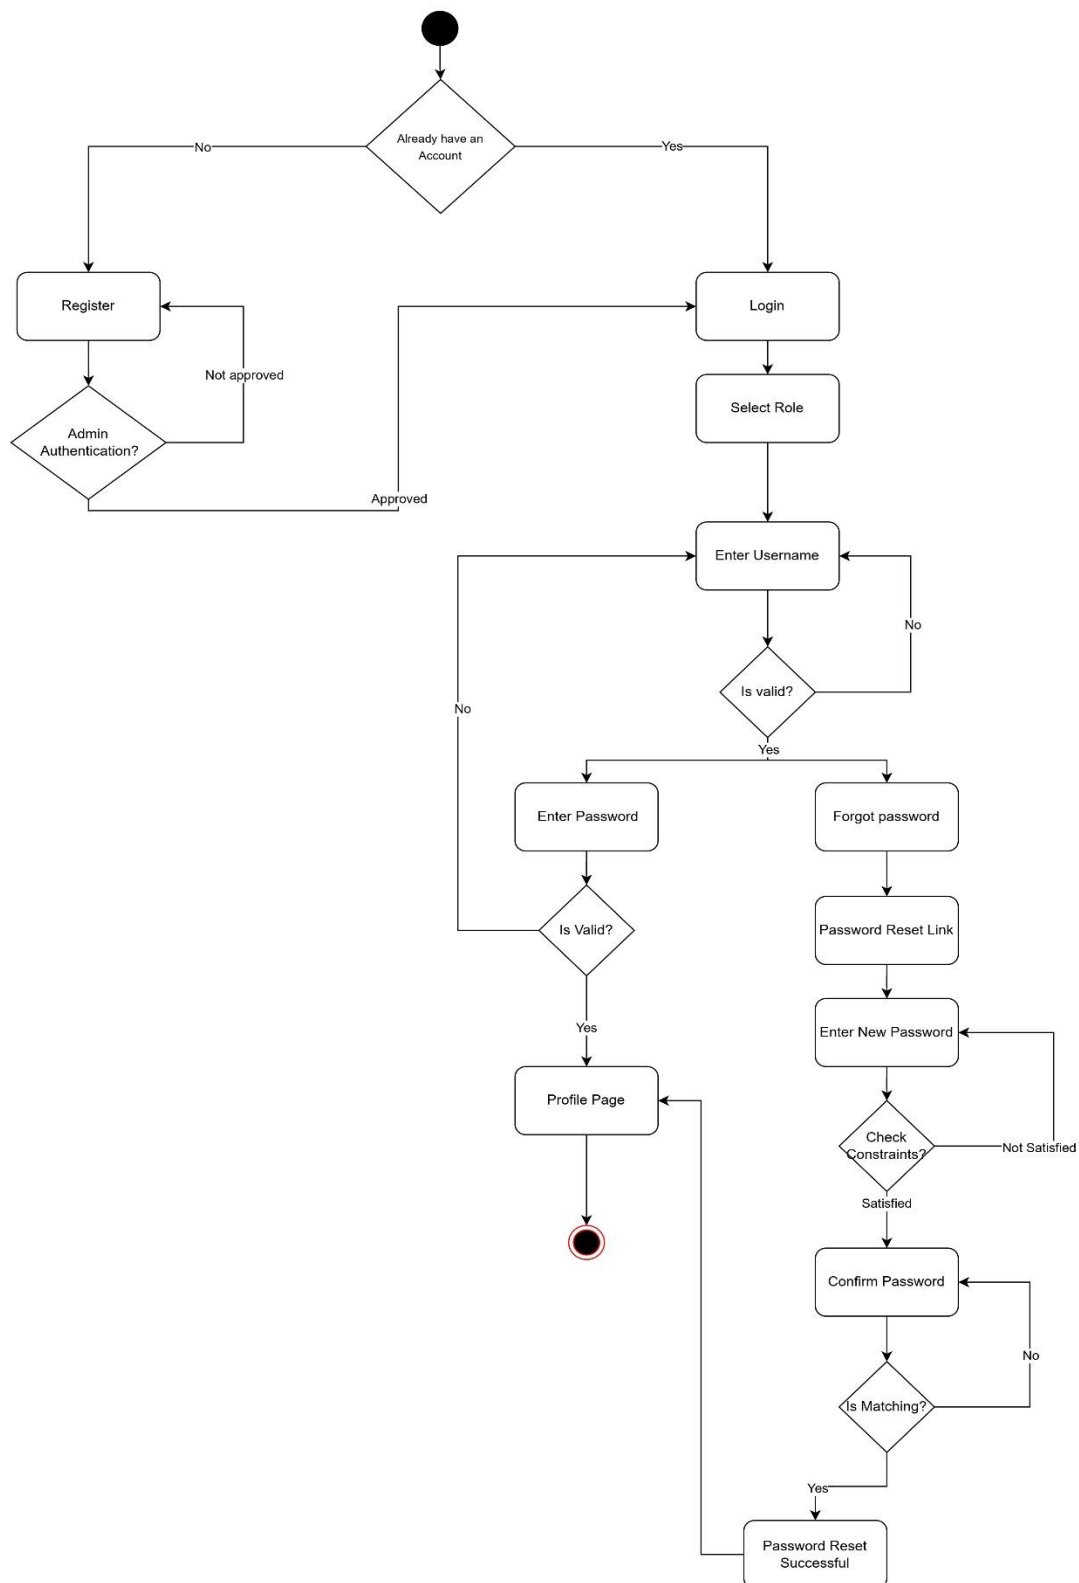 Already have an
Account
No
Yes
Register
Login
Not approved
Select Role
Admin
Authentication?
Approved
Enter Username
No
Is valid?
No
Yes
Enter Password
Forgot password
Is Valid?
Password Reset Link
Yes
Enter New Password
Profile Page
Check
Constraints?
Not Satisfied
Satisfied
Confirm Password
No
Is Matching?
Yes
Password Reset
Successful